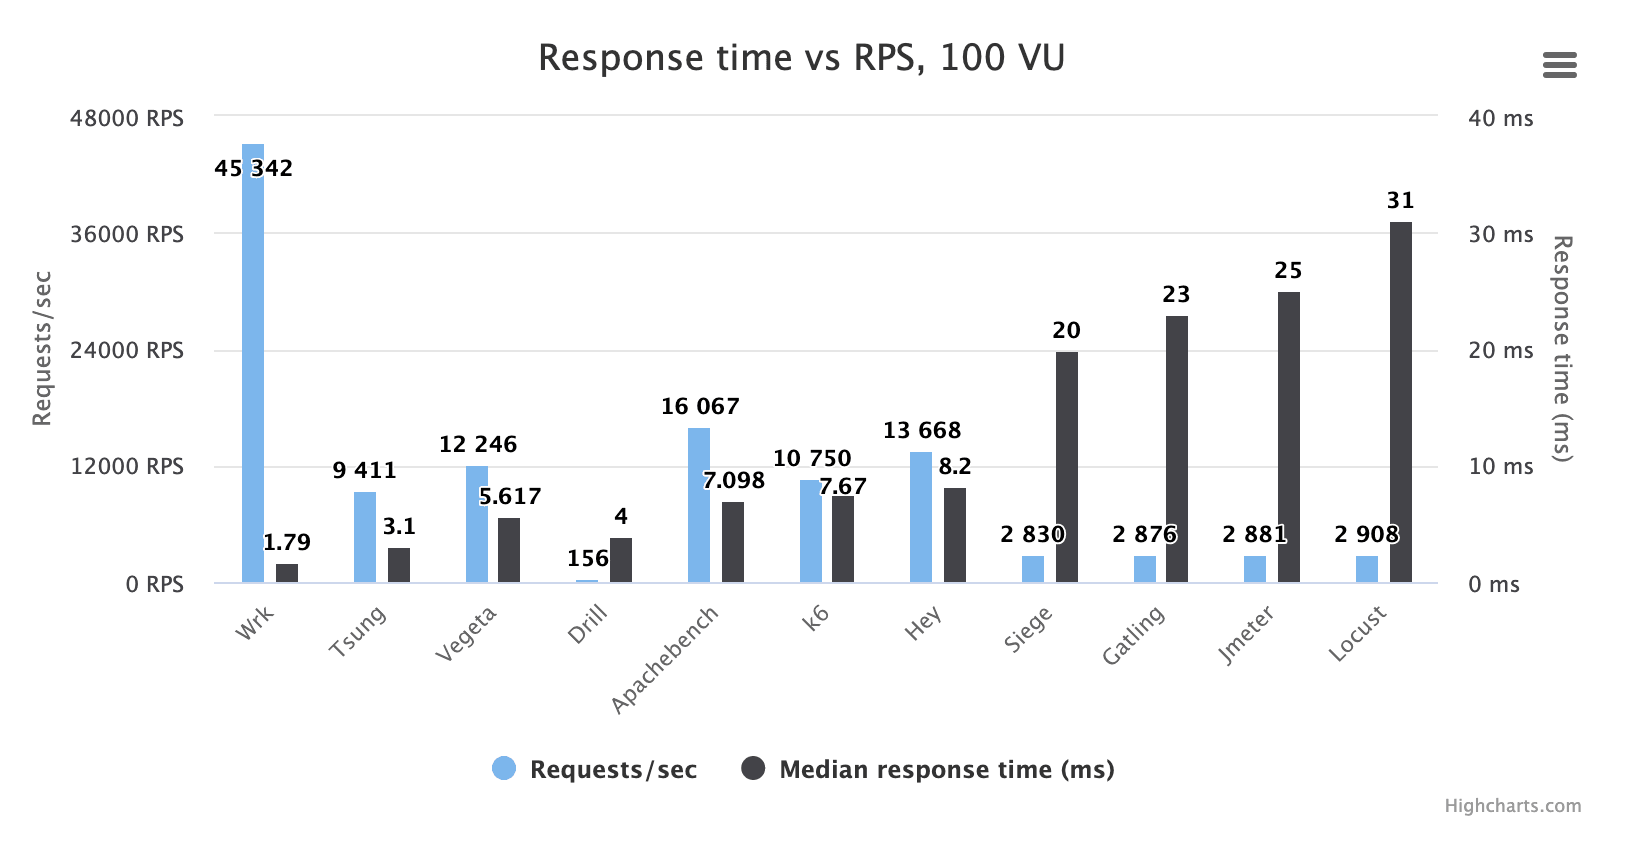 Response time vs RPS, 100 VU
48000 RPS
36000 RPS
24000 RPS
12000 RPS
0 RPS
Requests/sec
40 ms
30 ms
20 ms
10 ms
0 ms
Response time (ms)
45 342
1.79
9 411
3.1
12 246
5.617
156
4
16 067
7.098
10 750
7.67
13 668
8.2
2 830
20
2 876
23
2 881
25
2 908
31
Wrk
Tsung
Vegeta
Drill
Apachebench
k6
Hey
Siege
Gatling
Jmeter
Locust
Requests/sec
Median response time (ms)
Highcharts.com